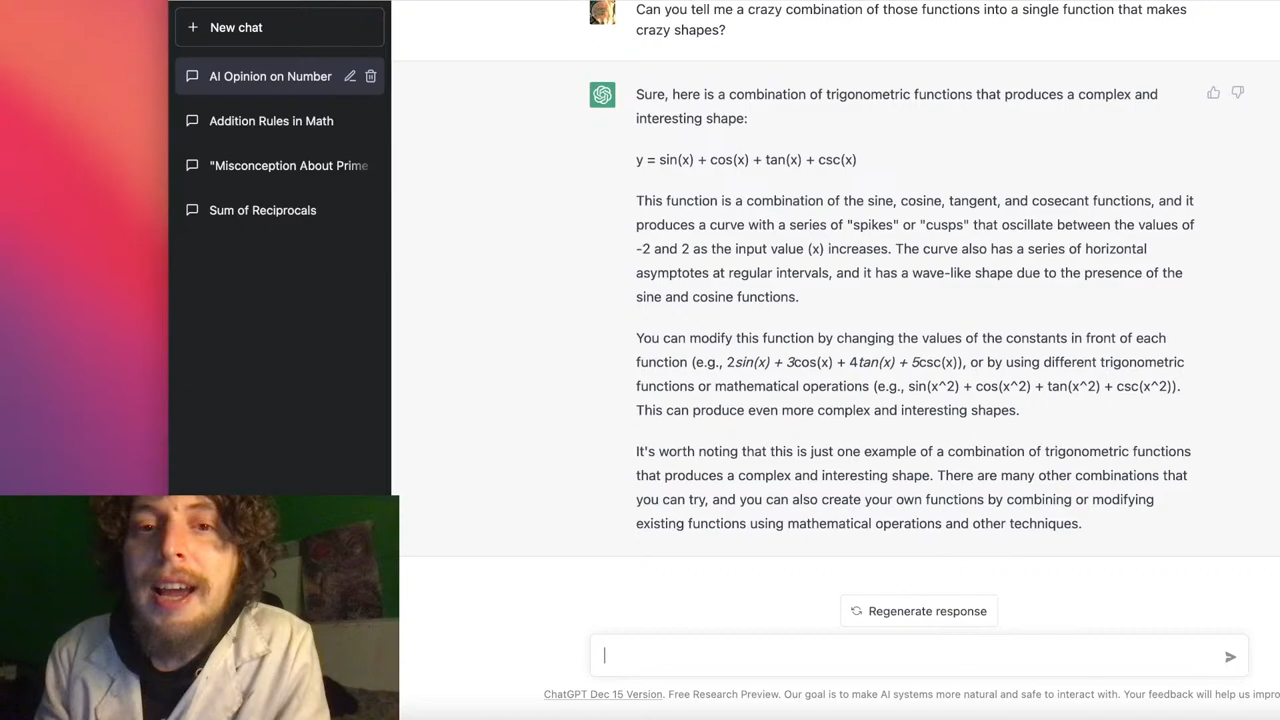 New chat
AI Opinion on Number
Addition Rules in Math
"Misconception About Prime
Sum of Reciprocals
Can you tell me a crazy combination of those functions into a single function that makes
crazy shapes?
Sure, here is a combination of trigonometric functions that produces a complex and
interesting shape:
y = sin(x) + cos(x) + tan(x) + csc(x)
This function is a combination of the sine, cosine, tangent, and cosecant functions, and it
produces a curve with a series of "spikes" or "cusps" that oscillate between the values of
-2 and 2 as the input value (x) increases. The curve also has a series of horizontal
asymptotes at regular intervals, and it has a wave-like shape due to the presence of the
sine and cosine functions.
You can modify this function by changing the values of the constants in front of each
function (e.g., 2sin(x) + 3cos(x) + 4tan(x) + 5csc(x)), or by using different trigonometric
functions or mathematical operations (e.g., sin(x^2) + cos(x^2) + tan(x^2) + csc(x^2)).
This can produce even more complex and interesting shapes.
It's worth noting that this is just one example of a combination of trigonometric functions
that produces a complex and interesting shape. There are many other combinations that
you can try, and you can also create your own functions by combining or modifying
existing functions using mathematical operations and other techniques.
Regenerate response
ChatGPT Dec 15 Version. Free Research Preview. Our goal is to make AI systems more natural and safe to interact with. Your feedback will help us impro